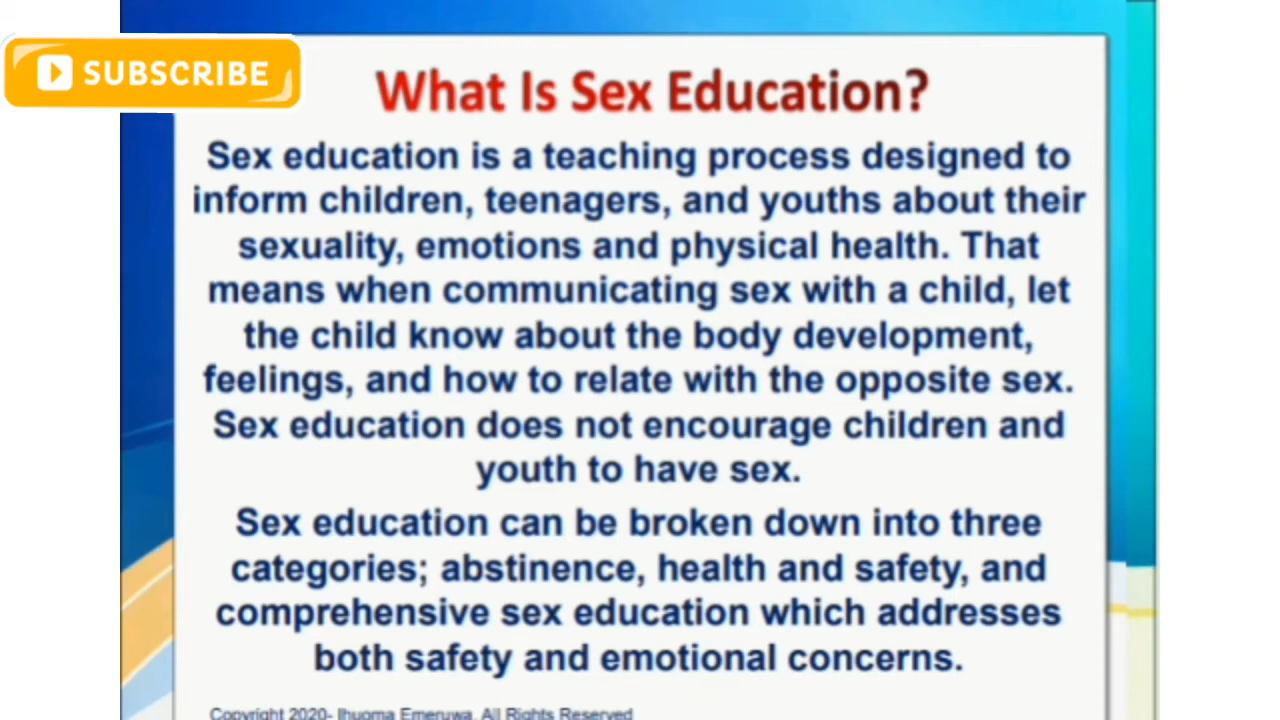 SUBSCRIBE
What Is Sex Education?
Sex education is a teaching process designed to
inform children, teenagers, and youths about their
sexuality, emotions and physical health. That
means when communicating sex with a child, let
the child know about the body development,
feelings, and how to relate with the opposite sex.
Sex education does not encourage children and
youth to have sex.
Sex education can be broken down into three
categories; abstinence, health and safety, and
comprehensive sex education which addresses
both safety and emotional concerns.
Copyright 2020- Ihuoma Emeruwa. All Rights Reserved